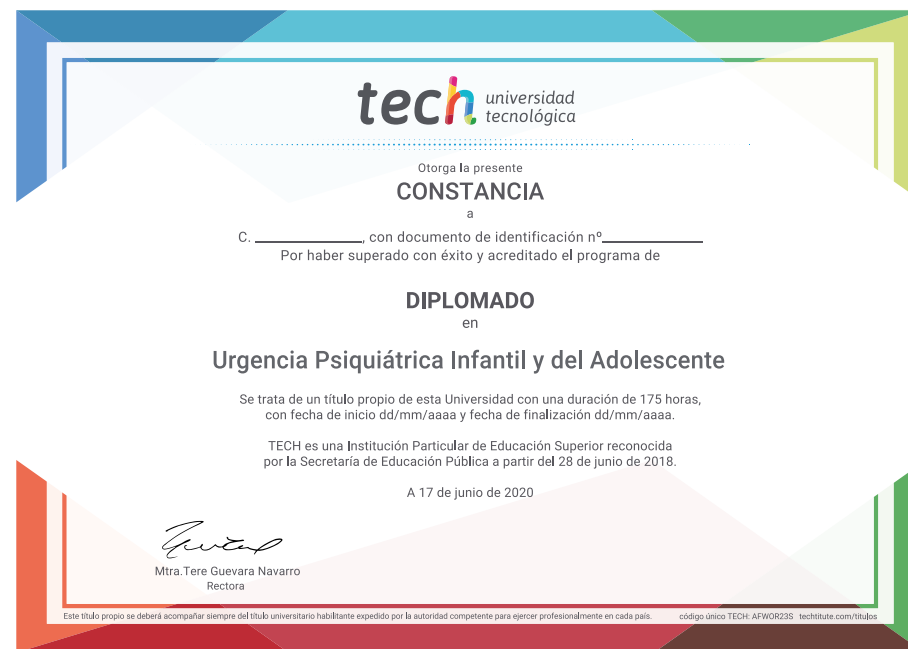 tech universidad
tecnológica
Otorga la presente
CONSTANCIA
a
C. ____________, con documento de identificación nº____________
Por haber superado con éxito y acreditado el programa de
DIPLOMADO
en
Urgencia Psiquiátrica Infantil y del Adolescente
Se trata de un título propio de esta Universidad con una duración de 175 horas,
con fecha de inicio dd/mm/aaaa y fecha de finalización dd/mm/aaaa.
TECH es una Institución Particular de Educación Superior reconocida
por la Secretaría de Educación Pública a partir del 28 de junio de 2018.
A 17 de junio de 2020
Mtra.Tere Guevara Navarro
Rectora
Este título propio se deberá acompañar siempre del título universitario habilitante expedido por la autoridad competente para ejercer profesionalmente en cada país. código único TECH: AFWOR23S techtitute.com/títulos